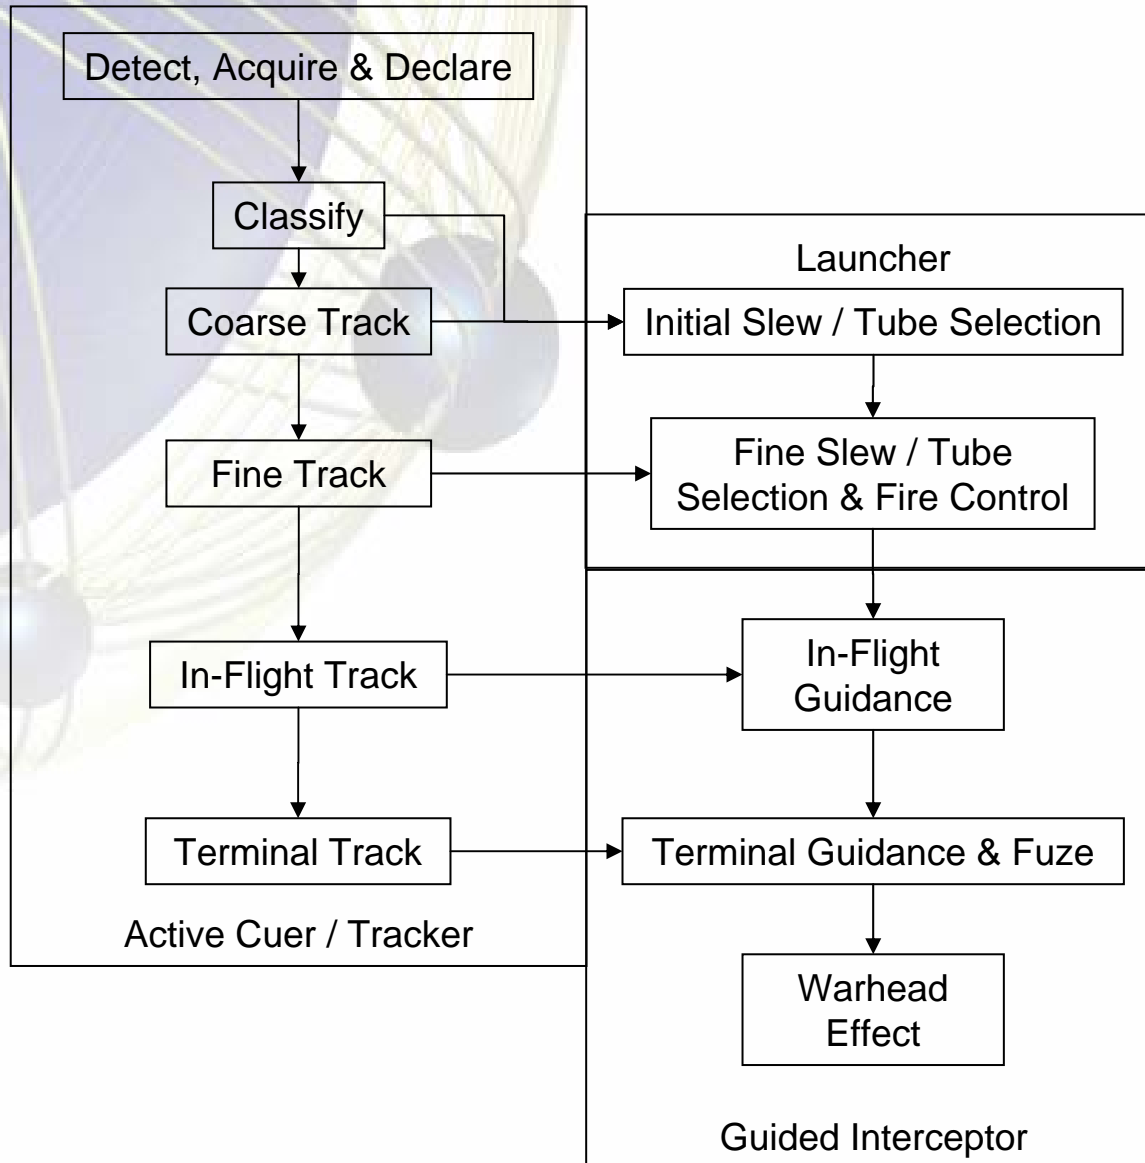 Detect, Acquire & Declare
Classify
Coarse Track
Fine Track
In-Flight Track
Terminal Track
Active Cuer / Tracker
Launcher
Initial Slew / Tube Selection
Fine Slew / Tube
Selection & Fire Control
In-Flight
Guidance
Terminal Guidance & Fuze
Warhead
Effect
Guided Interceptor